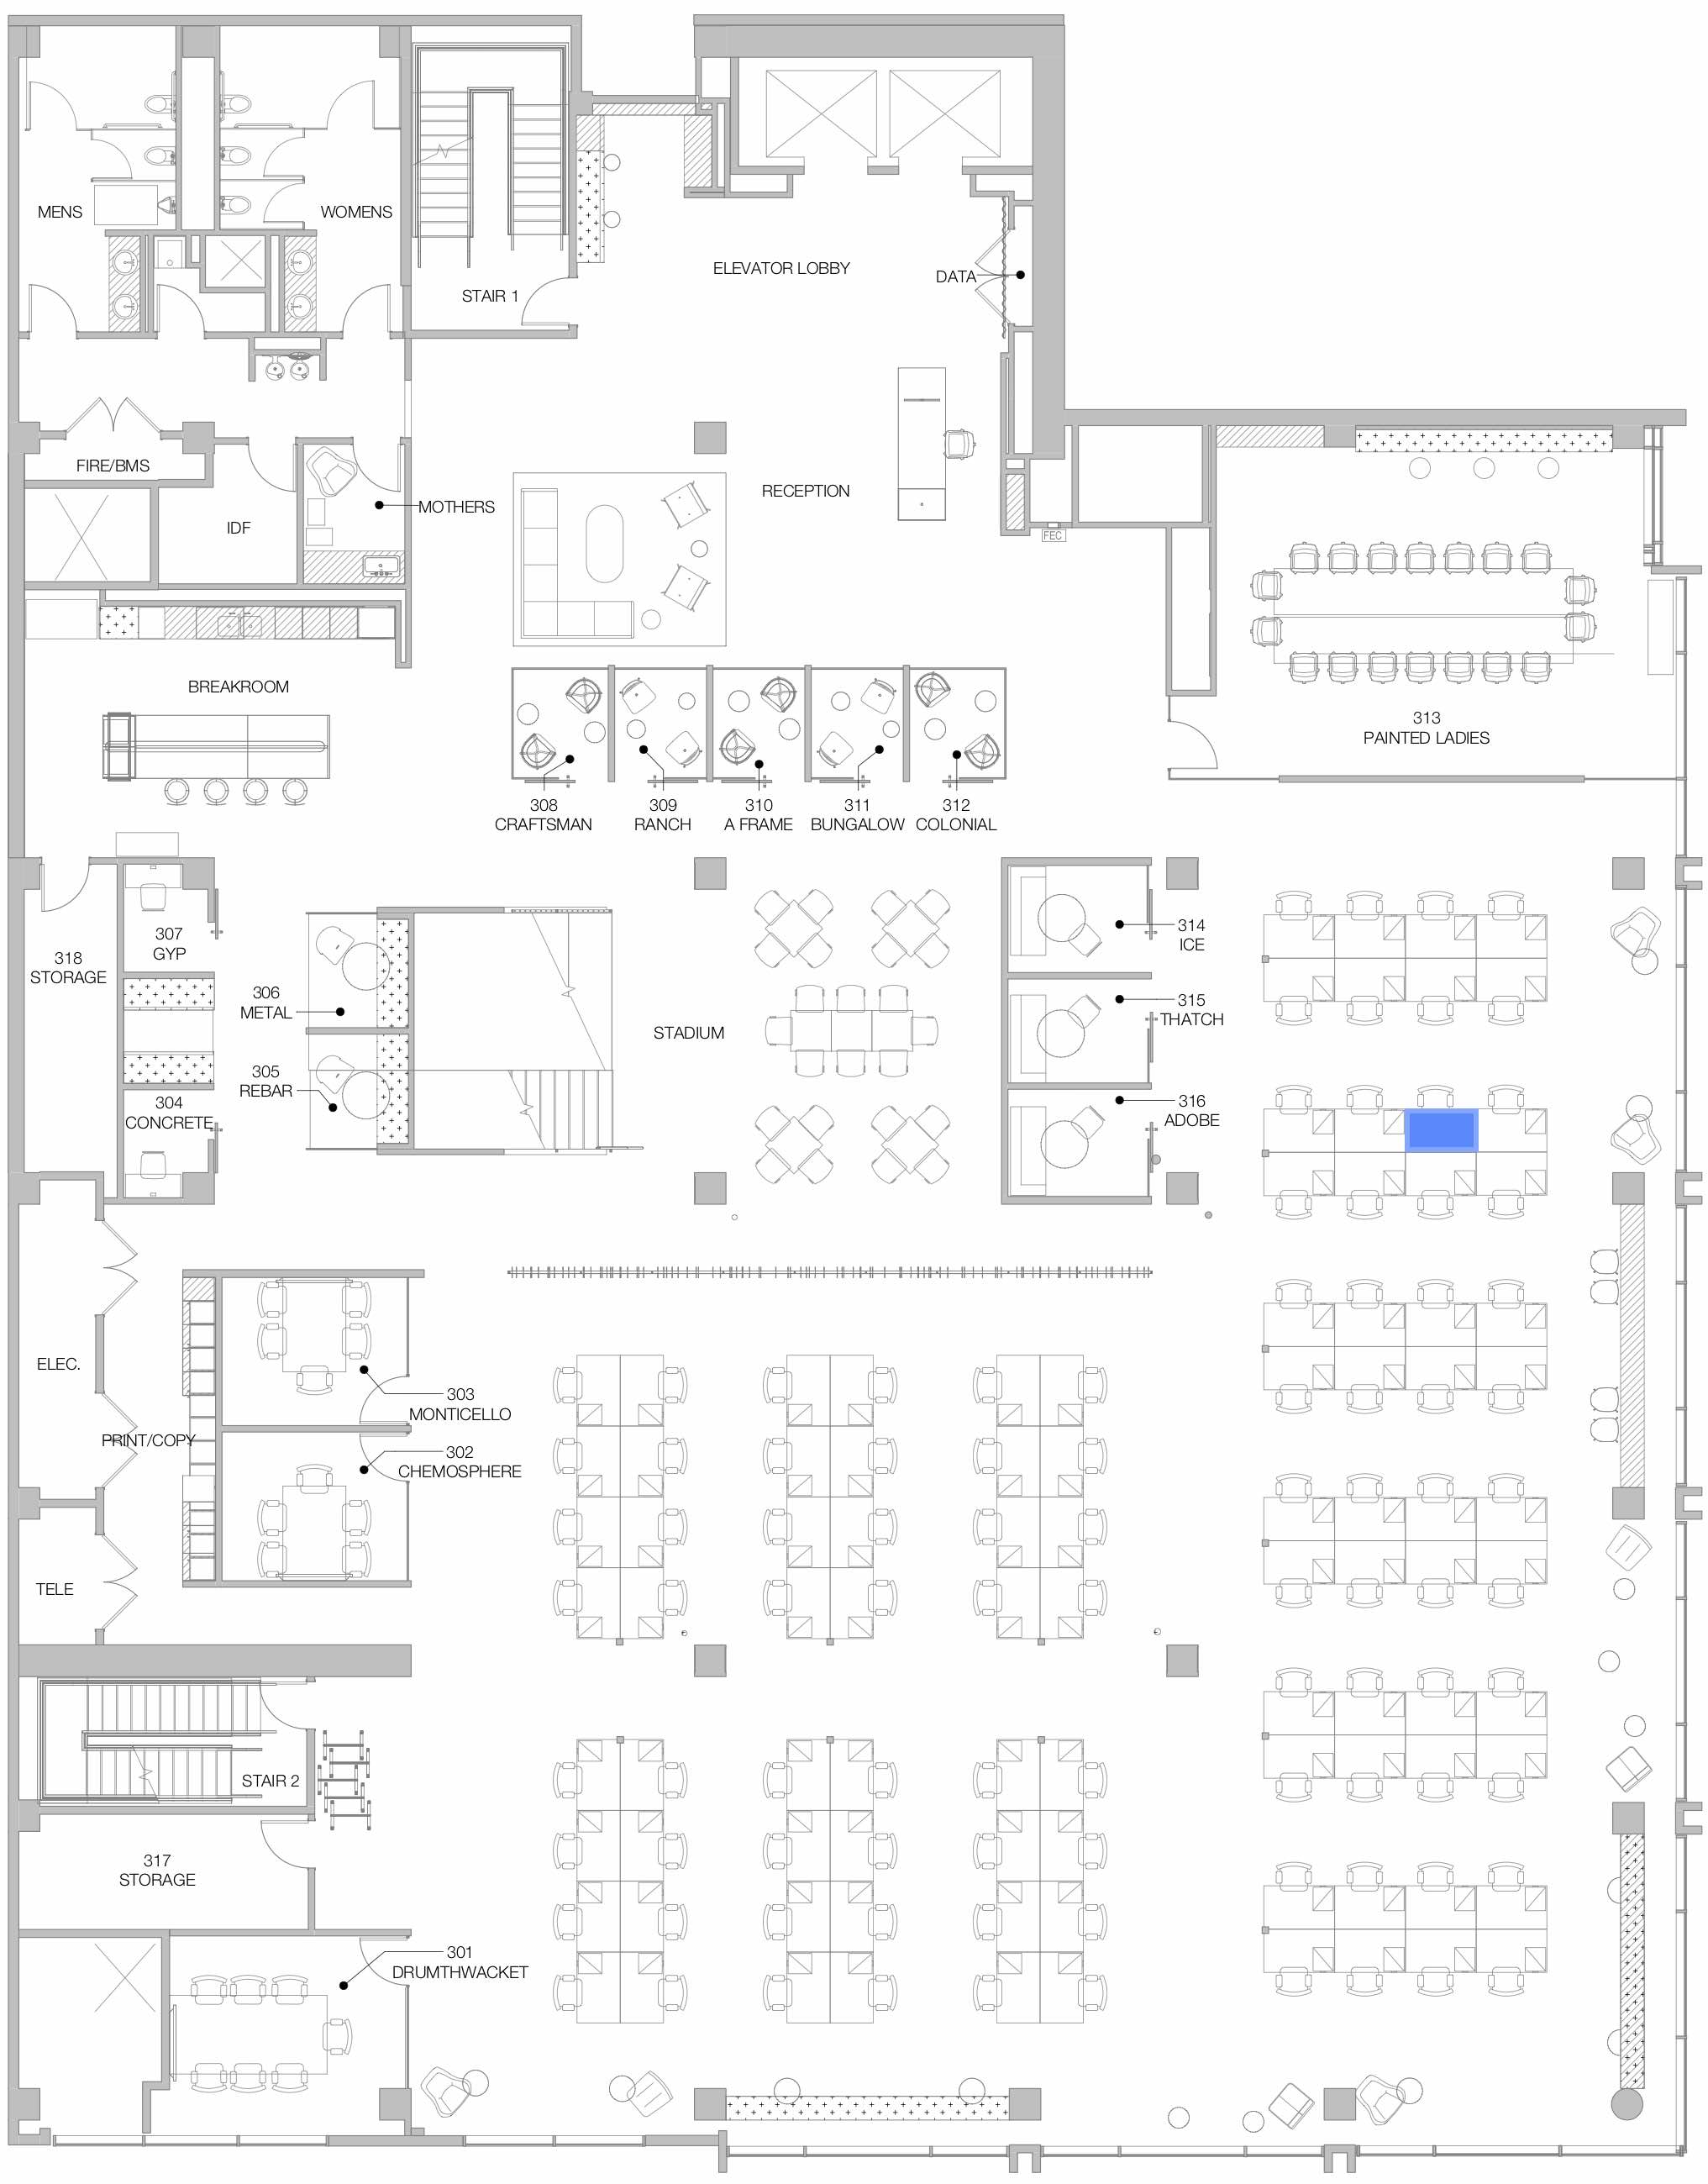 MENS
WOMENS
STAIR 1
ELEVATOR LOBBY
DATA
FIRE/BMS
IDF
MOTHERS
RECEPTION
FEC
BREAKROOM
313
PAINTED LADIES
308
CRAFTSMAN
309
RANCH
310
A FRAME
311
BUNGALOW
312
COLONIAL
307
GYP
318
STORAGE
306
METAL
305
REBAR
304
CONCRETE
STADIUM
314
ICE
315
THATCH
316
ADOBE
ELEC.
PRINT/COPY
303
MONTICELLO
302
CHEMOSPHERE
TELE
STAIR 2
317
STORAGE
301
DRUMTHWACKET